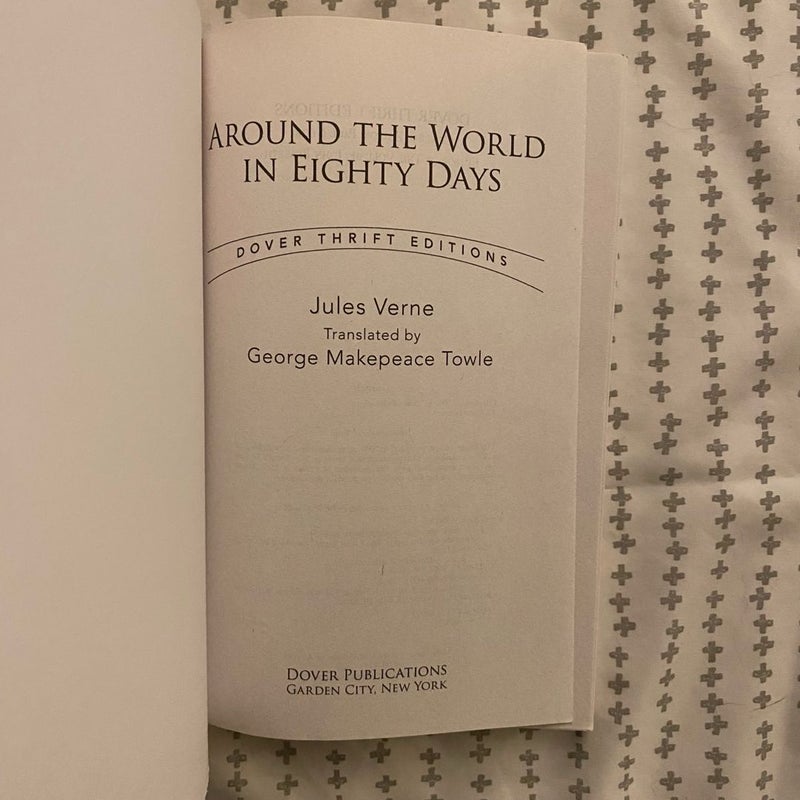 AROUND THE WORLD
IN EIGHTY DAYS
DOVER THRIFT EDITIONS
Jules Verne
Translated by
George Makepeace Towle
DOVER PUBLICATIONS
GARDEN CITY, NEW YORK